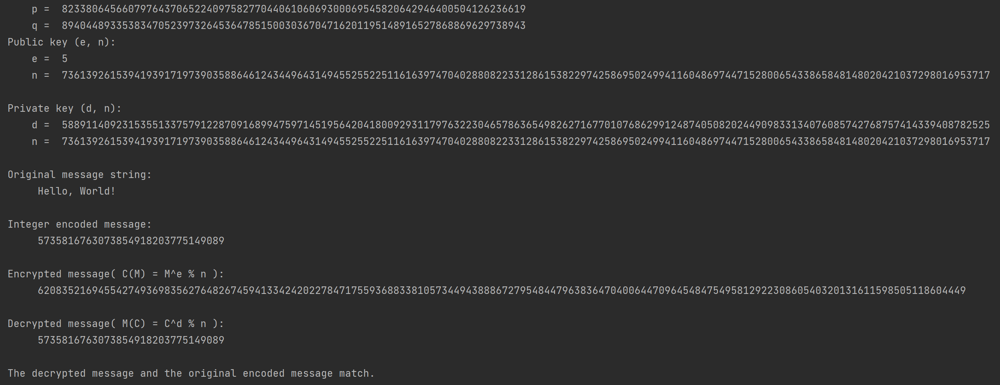 p =  82338064566079764370652240975827704406106069300069545820642946400504126236619
q =  89404489335383470523973264536478515003036704716201195148916527868869629738943
Public key (e, n):
e =  5
n =  7361392615394193917197390358864612434496431494552552251161639747040288082233128615382297425869502499411604869744715280065433865848148020421037298016953717
Private key (d, n):
d =  5889114092315355133757912287091689947597145195642041800929311797632230465786365498262716770107686299124874050820244909833134076085742768757414339408782525
n =  7361392615394193917197390358864612434496431494552552251161639747040288082233128615382297425869502499411604869744715280065433865848148020421037298016953717
Original message string:
Hello, World!
Integer encoded message:
5735816763073854918203775149089
Encrypted message( C(M) = M^e % n ):
6208352169455427493698356276482674594133424202278471755936883381057344943888672795484479638364704006447096454847549581292230860540320131611598505118604449
Decrypted message( M(C) = C^d % n ):
5735816763073854918203775149089
The decrypted message and the original encoded message match.